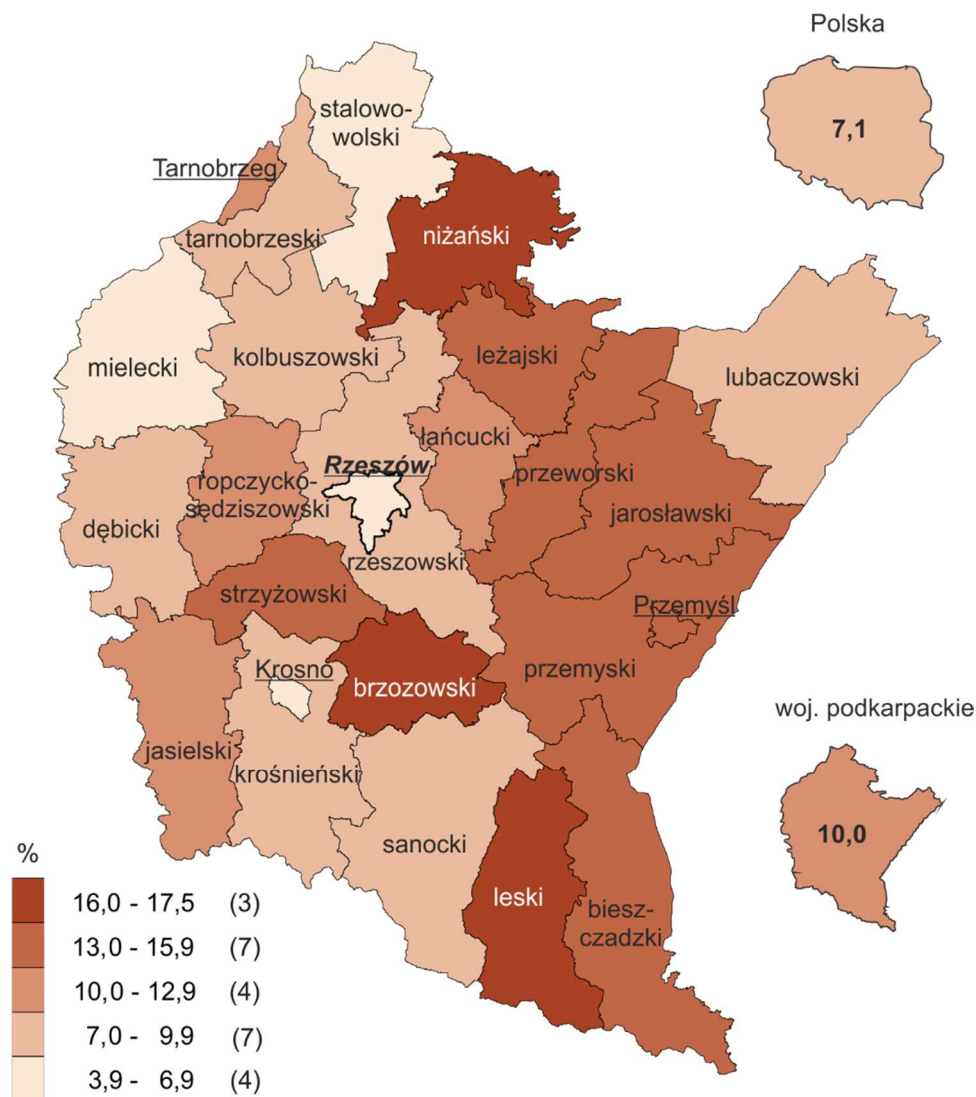 Polska
7,1
stalowo-
wolski
Tarnobrzeg
niżański
tarnobrzeski
mielecki
kolbuszowski
leżajski
lubaczowski
łańcucki
Rzeszów
przeworski
ropczycko-
sędziszowski
jarosławski
dębicki
rzeszowski
strzyżowski
Przemyśl
Krosno
brzozowski
przemyski
woj. podkarpackie
10,0
jasielski
krośnieński
sanocki
leski
biesz-
czadzki
%
16,0 - 17,5 (3)
13,0 - 15,9 (7)
10,0 - 12,9 (4)
7,0 - 9,9 (7)
3,9 - 6,9 (4)